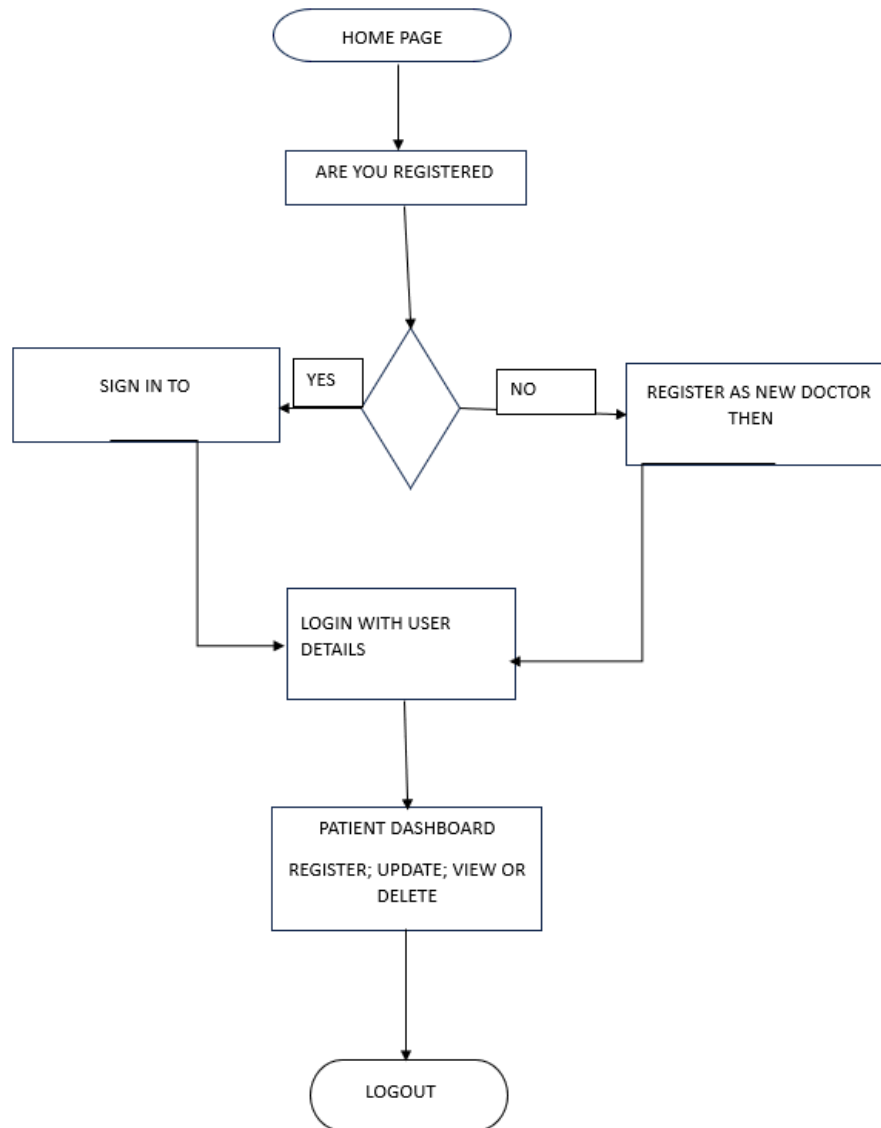 HOME PAGE
ARE YOU REGISTERED
SIGN IN TO
YES
NO
REGISTER AS NEW DOCTOR
THEN
LOGIN WITH USER
DETAILS
PATIENT DASHBOARD
REGISTER; UPDATE; VIEW OR
DELETE
LOGOUT